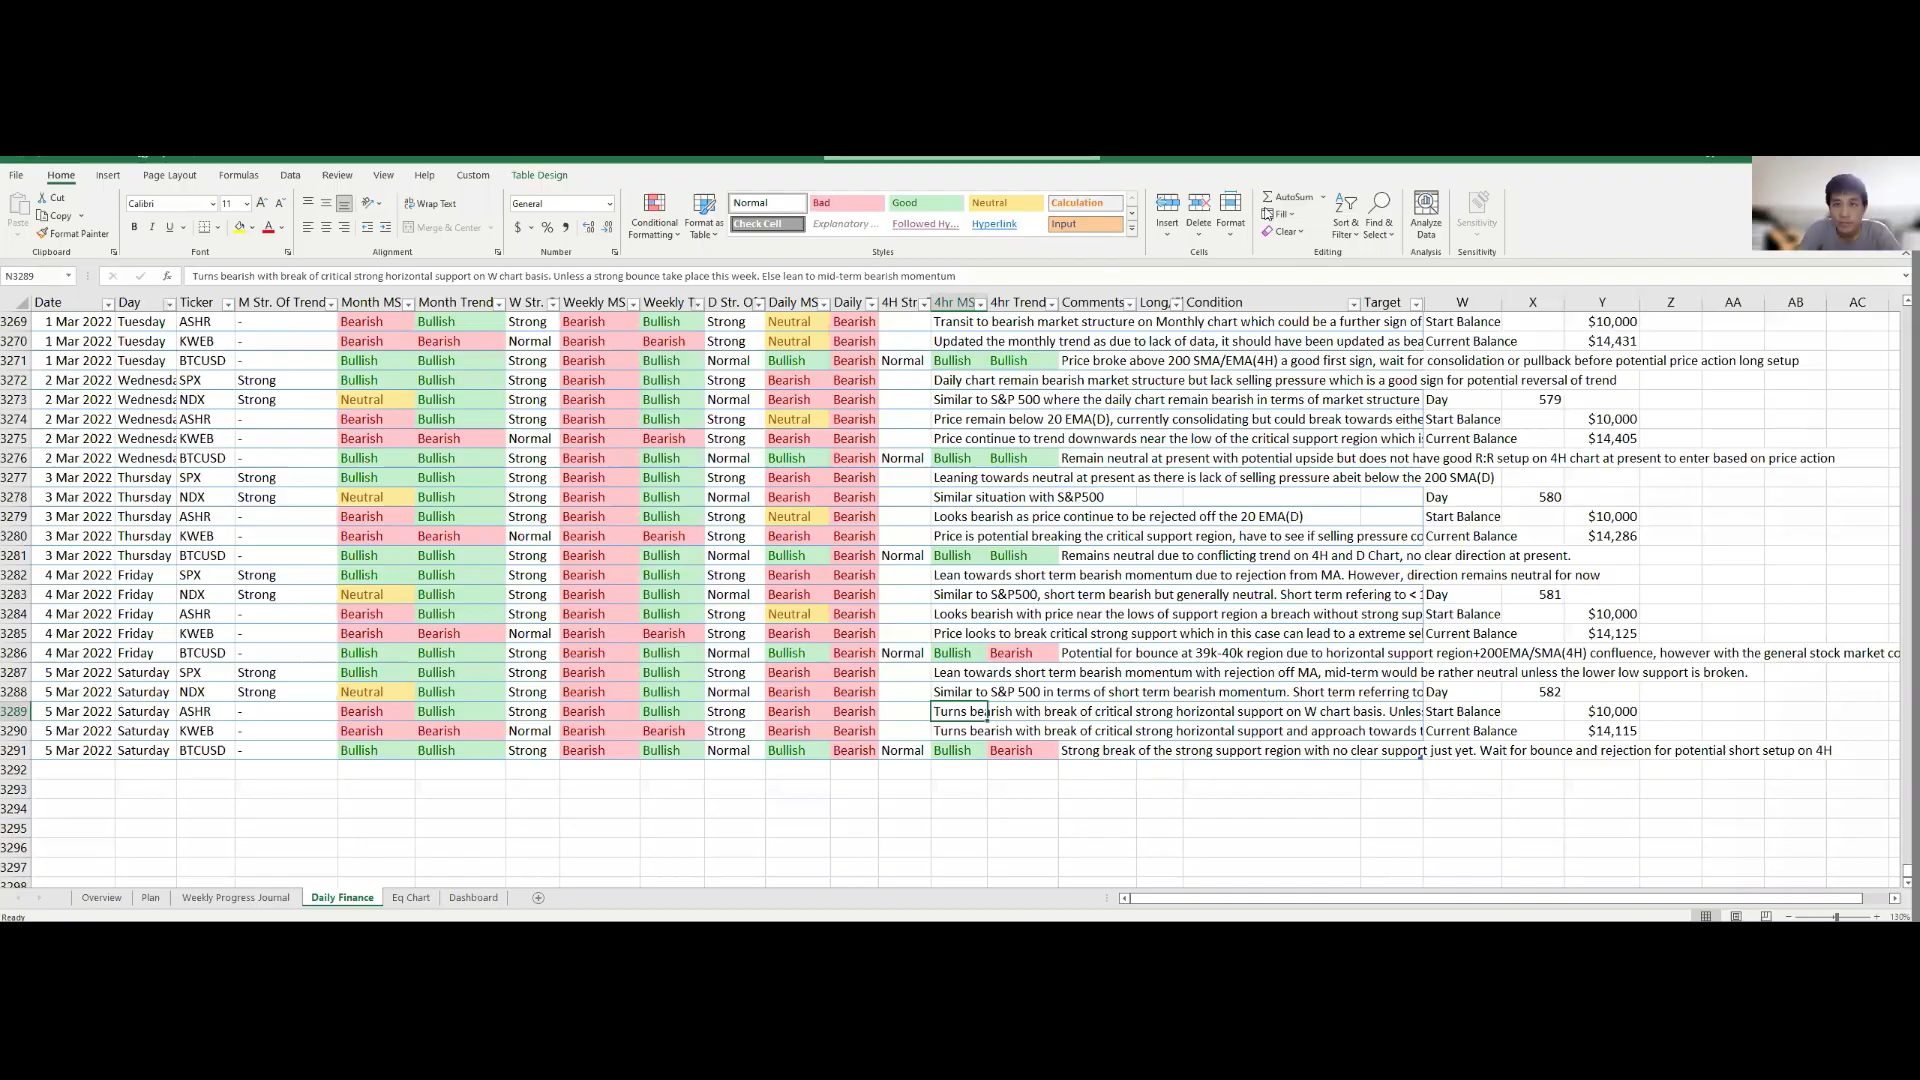 File Home Insert Page Layout Formulas Data Review View Help Custom Table Design
Paste Cut Copy Format Painter Calibri 11 Wrap Text Merge & Center General Conditional Formatting Format as Table Normal Bad Good Neutral Calculation Check Cell Explanatory ... Followed Hy... Hyperlink Input Insert Delete Format AutoSum Fill Clear Sort & Filter Find & Select Analyze Data Sensitivity
Clipboard Font Alignment Number Styles Cells Editing Analysis Sensitivity
N3289 fx Turns bearish with break of critical strong horizontal support on W chart basis. Unless a strong bounce take place this week. Else lean to mid-term bearish momentum
Date Day Ticker M Str. Of Trend Month MS Month Trend W Str. Weekly MS Weekly T D Str. O Daily MS Daily 4H Str 4hr MS 4hr Trend Comments Long, Condition Target W X Y Z AA AB AC
3269 1 Mar 2022 Tuesday ASHR - Bearish Bullish Strong Bearish Bullish Strong Neutral Bearish Transit to bearish market structure on Monthly chart which could be a further sign of Start Balance $10,000
3270 1 Mar 2022 Tuesday KWEB - Bearish Bearish Normal Bearish Bearish Strong Neutral Bearish Updated the monthly trend as due to lack of data, it should have been updated as bea Current Balance $14,431
3271 1 Mar 2022 Tuesday BTCUSD - Bullish Bullish Strong Bearish Bullish Normal Bullish Bearish Normal Bullish Bullish Price broke above 200 SMA/EMA(4H) a good first sign, wait for consolidation or pullback before potential price action long setup
3272 2 Mar 2022 Wednesda SPX Strong Bullish Bullish Strong Bearish Bullish Strong Bearish Bearish Daily chart remain bearish market structure but lack selling pressure which is a good sign for potential reversal of trend
3273 2 Mar 2022 Wednesda NDX Strong Neutral Bullish Strong Bearish Bullish Normal Bearish Bearish Similar to S&P 500 where the daily chart remain bearish in terms of market structure Day 579
3274 2 Mar 2022 Wednesda ASHR - Bearish Bullish Strong Bearish Bullish Strong Neutral Bearish Price remain below 20 EMA(D), currently consolidating but could break towards eithe Start Balance $10,000
3275 2 Mar 2022 Wednesda KWEB - Bearish Bearish Normal Bearish Bearish Strong Bearish Bearish Price continue to trend downwards near the low of the critical support region which i Current Balance $14,405
3276 2 Mar 2022 Wednesda BTCUSD - Bullish Bullish Strong Bearish Bullish Normal Bullish Bearish Normal Bullish Bullish Remain neutral at present with potential upside but does not have good R:R setup on 4H chart at present to enter based on price action
3277 3 Mar 2022 Thursday SPX Strong Bullish Bullish Strong Bearish Bullish Strong Bearish Bearish Leaning towards neutral at present as there is lack of selling pressure abeit below the 200 SMA(D)
3278 3 Mar 2022 Thursday NDX Strong Neutral Bullish Strong Bearish Bullish Normal Bearish Bearish Similar situation with S&P500 Day 580
3279 3 Mar 2022 Thursday ASHR - Bearish Bullish Strong Bearish Bullish Strong Neutral Bearish Looks bearish as price continue to be rejected off the 20 EMA(D) Start Balance $10,000
3280 3 Mar 2022 Thursday KWEB - Bearish Bearish Normal Bearish Bearish Strong Bearish Bearish Price is potential breaking the critical support region, have to see if selling pressure co Current Balance $14,286
3281 3 Mar 2022 Thursday BTCUSD - Bullish Bullish Strong Bearish Bullish Normal Bullish Bearish Normal Bullish Bullish Remains neutral due to conflicting trend on 4H and D Chart, no clear direction at present.
3282 4 Mar 2022 Friday SPX Strong Bullish Bullish Strong Bearish Bullish Strong Bearish Bearish Lean towards short term bearish momentum due to rejection from MA. However, direction remains neutral for now
3283 4 Mar 2022 Friday NDX Strong Neutral Bullish Strong Bearish Bullish Normal Bearish Bearish Similar to S&P500, short term bearish but generally neutral. Short term refering to < Day 581
3284 4 Mar 2022 Friday ASHR - Bearish Bullish Strong Bearish Bullish Strong Neutral Bearish Looks bearish with price near the lows of support region a breach without strong sup Start Balance $10,000
3285 4 Mar 2022 Friday KWEB - Bearish Bearish Normal Bearish Bearish Strong Bearish Bearish Price looks to break critical strong support which in this case can lead to a extreme se Current Balance $14,125
3286 4 Mar 2022 Friday BTCUSD - Bullish Bullish Strong Bearish Bullish Normal Bullish Bearish Normal Bullish Bearish Potential for bounce at 39k-40k region due to horizontal support region+200EMA/SMA(4H) confluence, however with the general stock market co
3287 5 Mar 2022 Saturday SPX Strong Bullish Bullish Strong Bearish Bullish Strong Bearish Bearish Lean towards short term bearish momentum with rejection off MA, mid-term would be rather neutral unless the lower low support is broken.
3288 5 Mar 2022 Saturday NDX Strong Neutral Bullish Strong Bearish Bullish Normal Bearish Bearish Similar to S&P 500 in terms of short term bearish momentum. Short term referring to Day 582
3289 5 Mar 2022 Saturday ASHR - Bearish Bullish Strong Bearish Bullish Strong Bearish Bearish Turns bearish with break of critical strong horizontal support on W chart basis. Unles Start Balance $10,000
3290 5 Mar 2022 Saturday KWEB - Bearish Bearish Normal Bearish Bearish Strong Bearish Bearish Turns bearish with break of critical strong horizontal support and approach towards Current Balance $14,115
3291 5 Mar 2022 Saturday BTCUSD - Bullish Bullish Strong Bearish Bullish Normal Bullish Bearish Normal Bullish Bearish Strong break of the strong support region with no clear support just yet. Wait for bounce and rejection for potential short setup on 4H
3292
3293
3294
3295
3296
3297
3298
Overview Plan Weekly Progress Journal Daily Finance Eq Chart Dashboard
Ready 130%